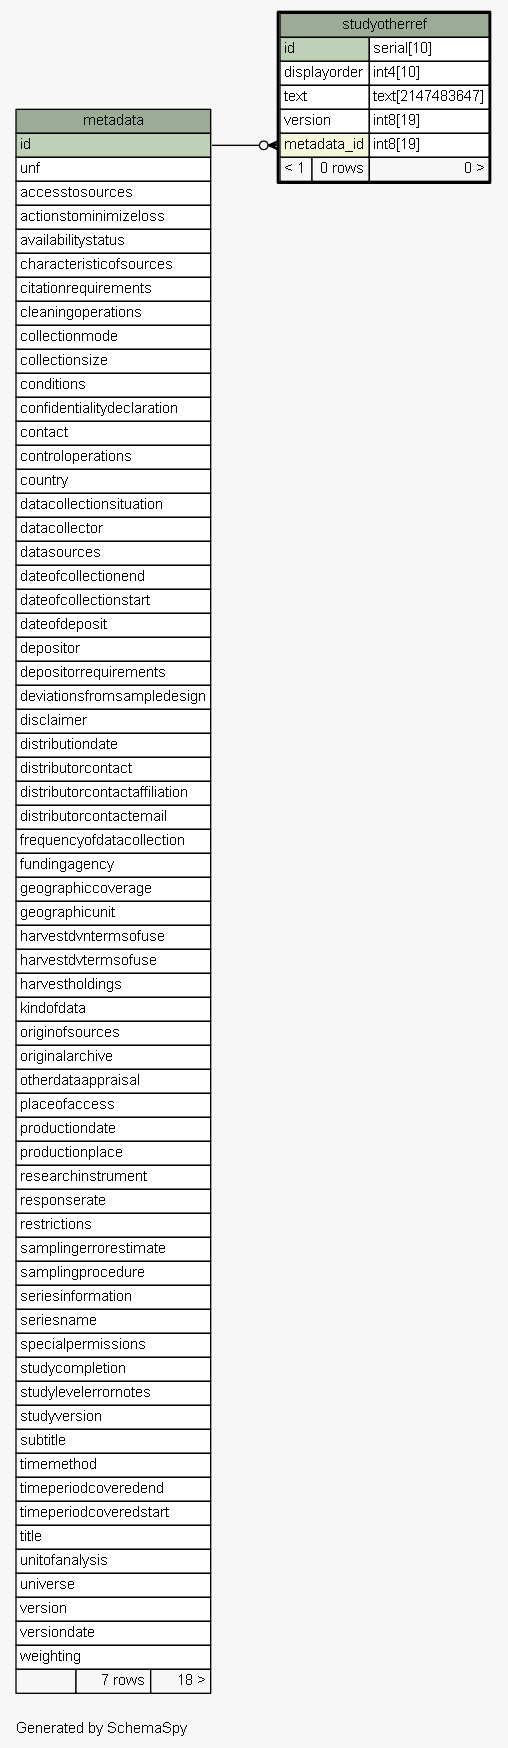 studyotherref
id serial[10]
displayorder int4[10]
text text[2147483647]
version int8[19]
metadata_id int8[19]
< 1 0 rows 0 >
metadata
id
unf
accesstosources
actionstominimizeloss
availabilitystatus
characteristicofsources
citationrequirements
cleaningoperations
collectionmode
collectionsize
conditions
confidentialitydeclaration
contact
controloperations
country
datacollectionsituation
datacollector
datasources
dateofcollectionend
dateofcollectionstart
dateofdeposit
depositor
depositorrequirements
deviationsfromsampledesign
disclaimer
distributiondate
distributorcontact
distributorcontactaffiliation
distributorcontactemail
frequencyofdatacollection
fundingagency
geographiccoverage
geographicunit
harvestdvntermsofuse
harvestdvtermsofuse
harvestholdings
kindofdata
originofsources
originalarchive
otherdataappraisal
placeofaccess
productiondate
productionplace
researchinstrument
responserate
restrictions
samplingerrorestimate
samplingprocedure
seriesinformation
seriesname
specialpermissions
studycompletion
studylevelerrornotes
studyversion
subtitle
timemethod
timeperiodcoveredend
timeperiodcoveredstart
title
unitofanalysis
universe
version
versiondate
weighting
7 rows 18 >
Generated by SchemaSpy